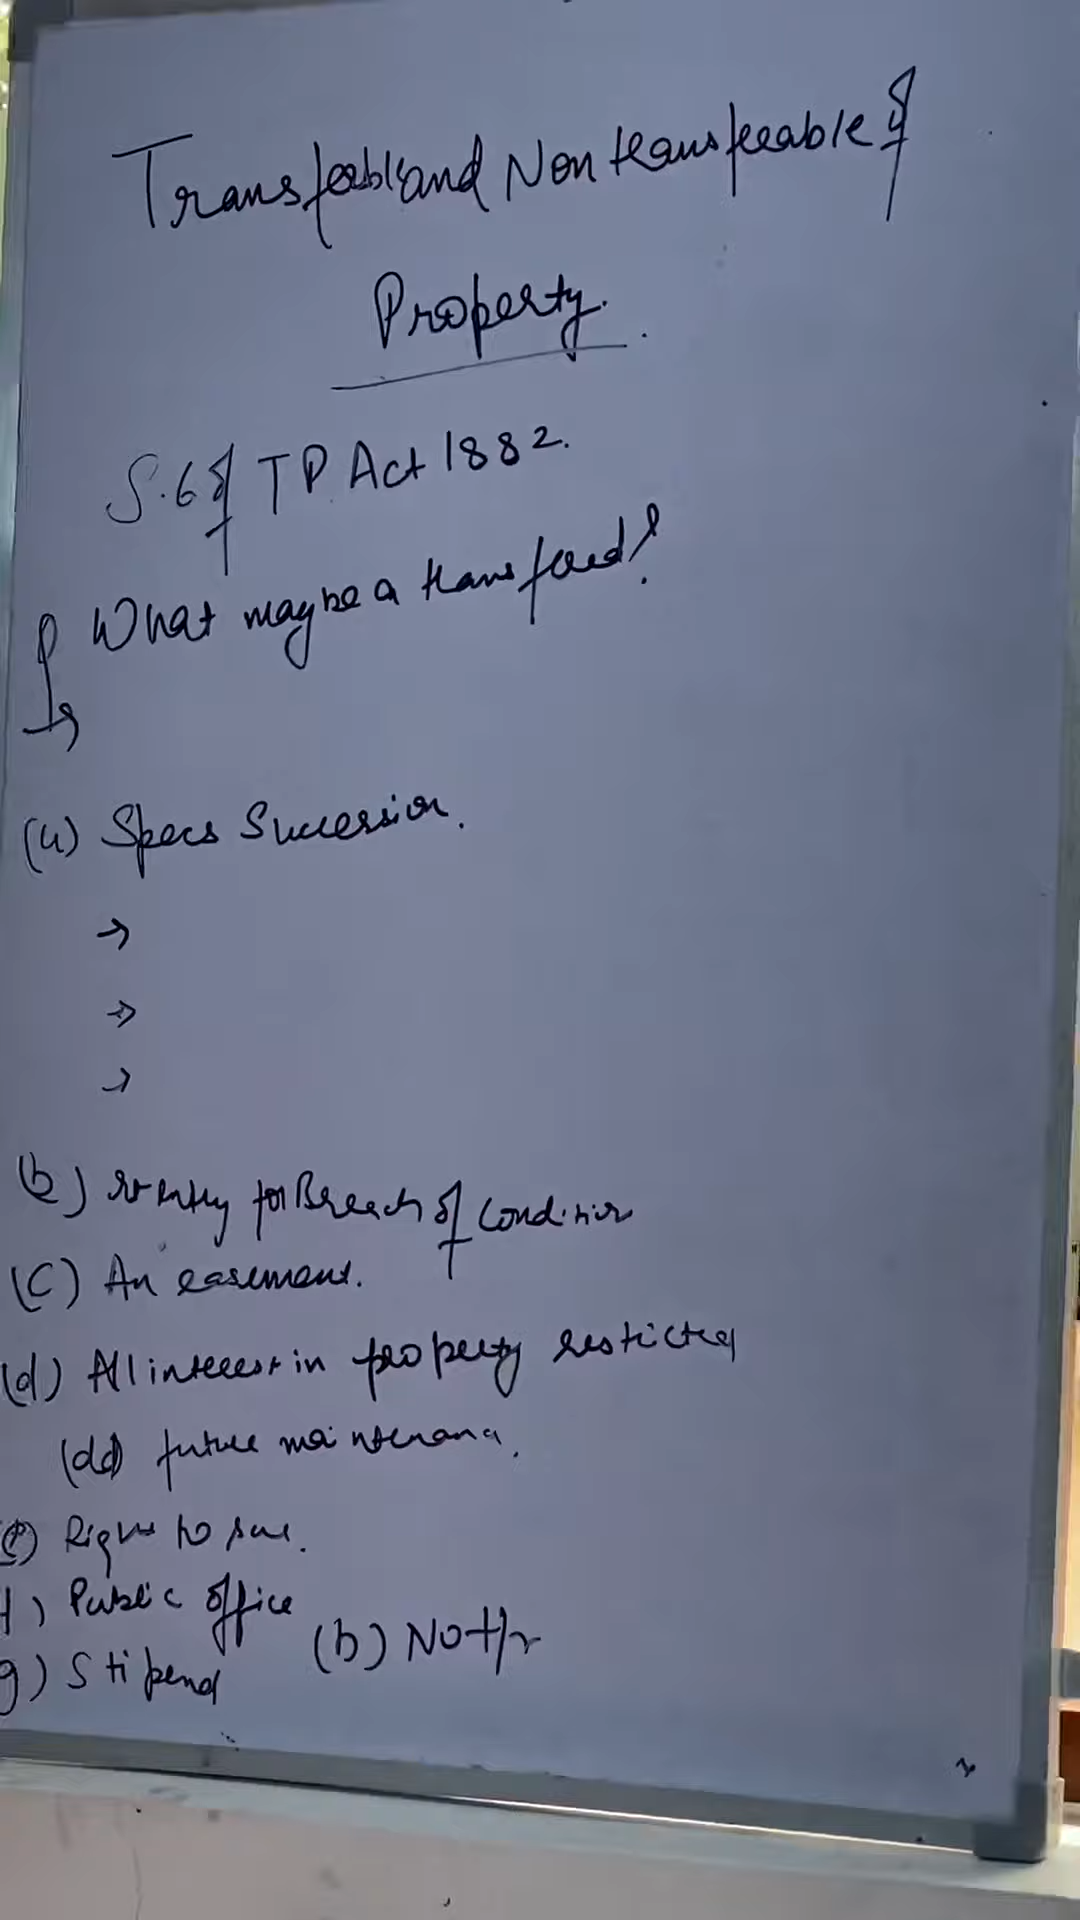 Transferable and Non transferable of
Property.
S.6 of TP Act 1882.
What may be a transfered?
(a) Spes Succession.
→
→
→
(b) re entry for Breach of Condition
(C) An easement.
(d) All interest in property restricted
(dd) future maintenance.
(e) Right to sue.
f) Public office
g) Stipend (h) No t/r